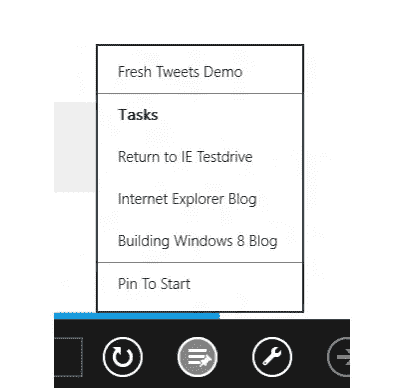 Fresh Tweets Demo
Tasks
Return to IE Testdrive
Internet Explorer Blog
Building Windows 8 Blog
Pin To Start